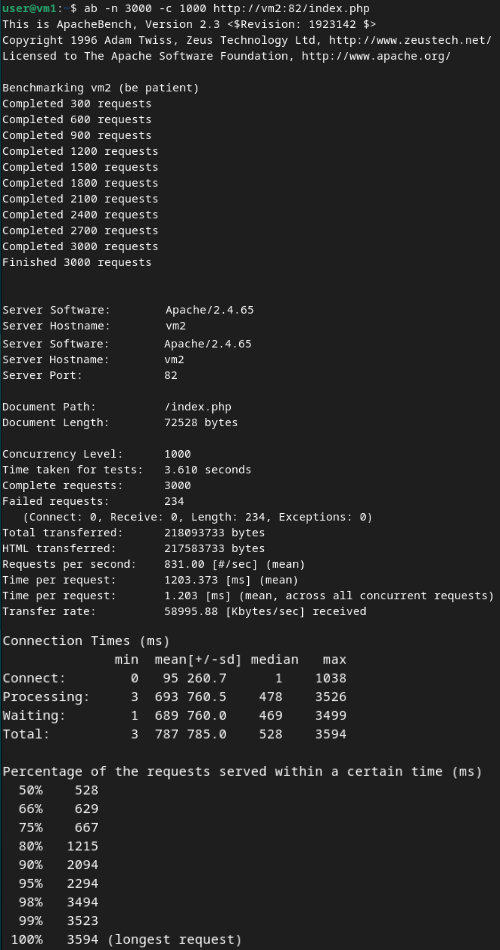 user@vm1:~$ ab -n 3000 -c 1000 http://vm2:82/index.php
This is ApacheBench, Version 2.3 <$Revision: 1923142 $>
Copyright 1996 Adam Twiss, Zeus Technology Ltd, http://www.zeustech.net/
Licensed to The Apache Software Foundation, http://www.apache.org/

Benchmarking vm2 (be patient)
Completed 300 requests
Completed 600 requests
Completed 900 requests
Completed 1200 requests
Completed 1500 requests
Completed 1800 requests
Completed 2100 requests
Completed 2400 requests
Completed 2700 requests
Completed 3000 requests
Finished 3000 requests

Server Software:        Apache/2.4.65
Server Hostname:        vm2
Server Software:        Apache/2.4.65
Server Hostname:        vm2
Server Port:            82

Document Path:          /index.php
Document Length:        72528 bytes

Concurrency Level:      1000
Time taken for tests:   3.610 seconds
Complete requests:      3000
Failed requests:        234
   (Connect: 0, Receive: 0, Length: 234, Exceptions: 0)
Total transferred:      218093733 bytes
HTML transferred:       217583733 bytes
Requests per second:    831.00 [#/sec] (mean)
Time per request:       1203.373 [ms] (mean)
Time per request:       1.203 [ms] (mean, across all concurrent requests)
Transfer rate:          58995.88 [Kbytes/sec] received

Connection Times (ms)
              min  mean[+/-sd] median   max
Connect:        0   95 260.7      1    1038
Processing:     3  693 760.5    478    3526
Waiting:        1  689 760.0    469    3499
Total:          3  787 785.0    528    3594

Percentage of the requests served within a certain time (ms)
  50%    528
  66%    629
  75%    667
  80%   1215
  90%   2094
  95%   2294
  98%   3494
  99%   3523
 100%   3594 (longest request)